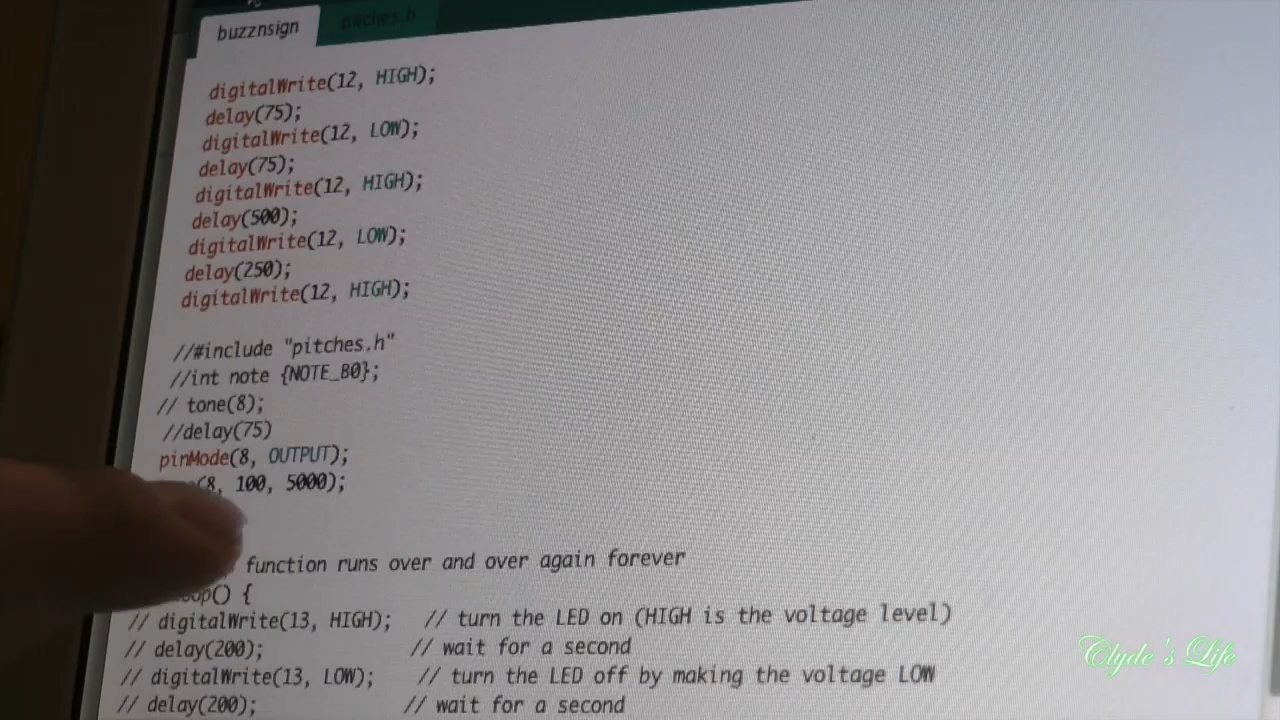 buzznsign pitches.h
digitalWrite(12, HIGH);
delay(75);
digitalWrite(12, LOW);
delay(75);
digitalWrite(12, HIGH);
delay(500);
digitalWrite(12, LOW);
delay(250);
digitalWrite(12, HIGH);
//#include "pitches.h"
//int note {NOTE_B0};
// tone(8);
//delay(75)
pinMode(8, OUTPUT);
(8, 100, 5000);
function runs over and over again forever
oop() {
// digitalWrite(13, HIGH); // turn the LED on (HIGH is the voltage level)
// delay(200); // wait for a second
// digitalWrite(13, LOW); // turn the LED off by making the voltage LOW
// delay(200); // wait for a second
Clyde's Life